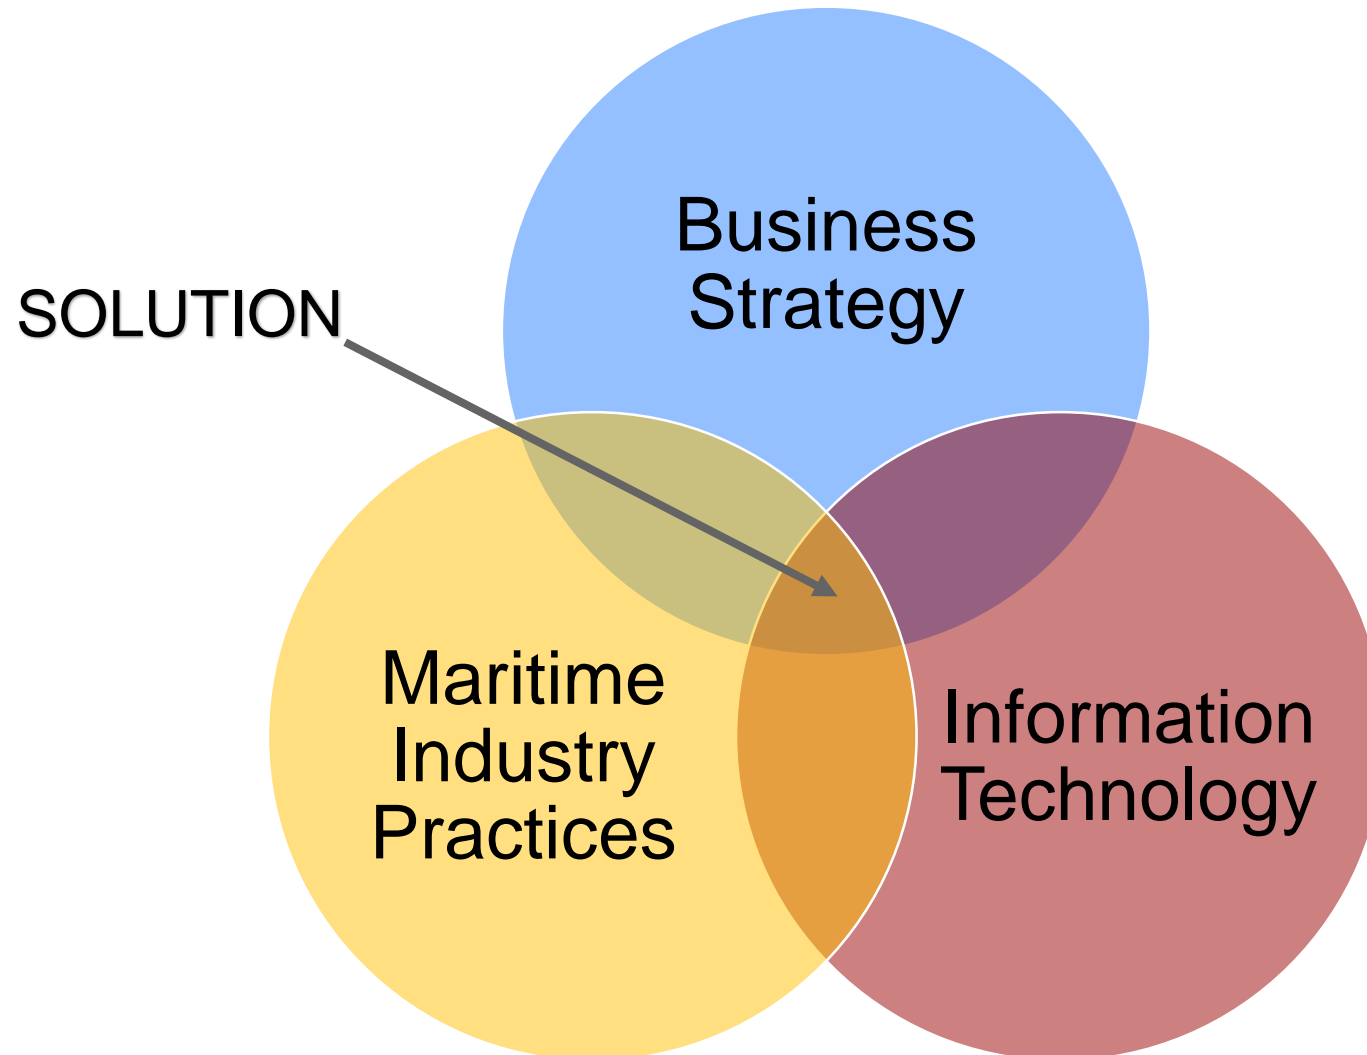 Business
Strategy
SOLUTION
Maritime
Industry
Practices
Information
Technology